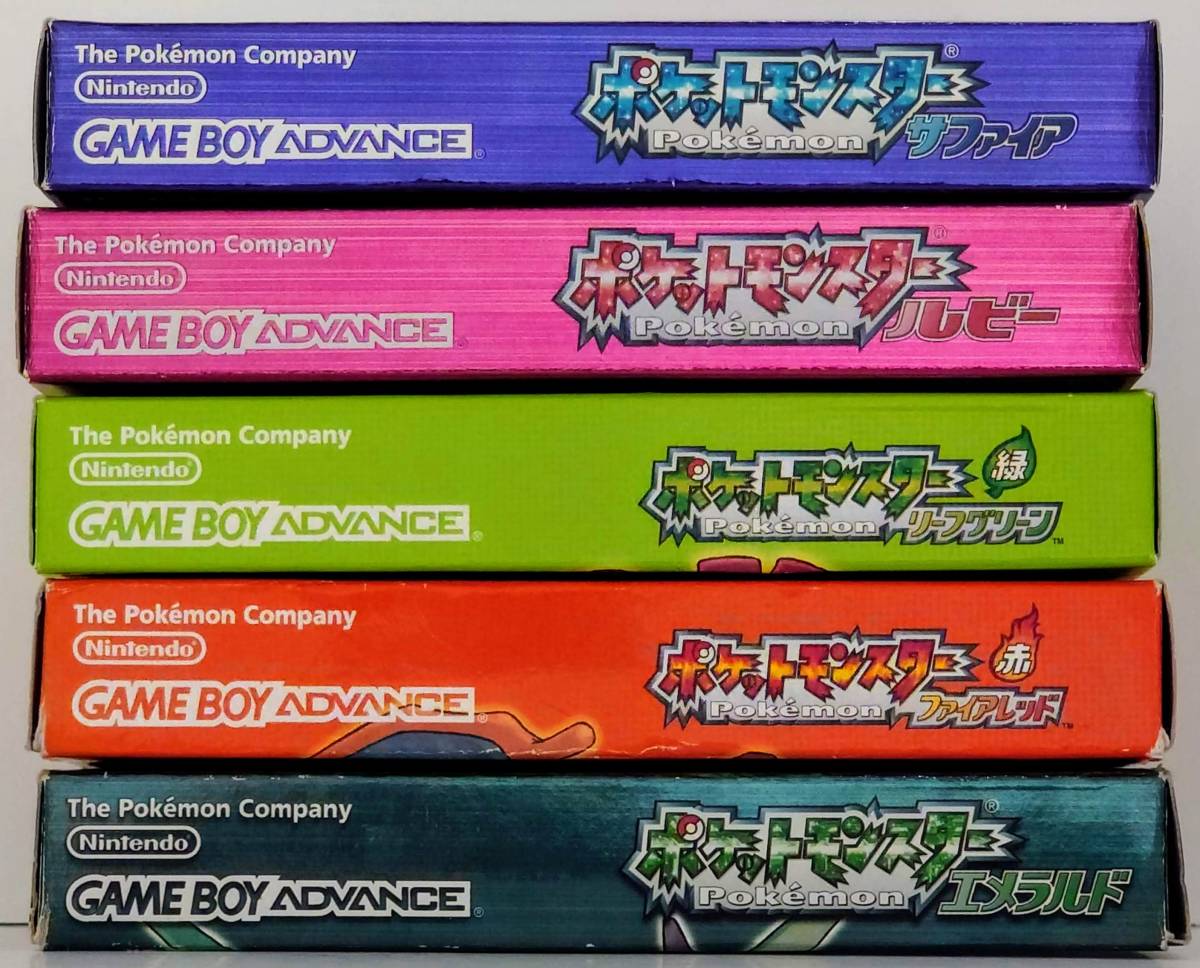 The Pokémon Company
Nintendo®
GAME BOY ADVANCE®
ポケットモンスター®
Pokémon サファイア
The Pokémon Company
Nintendo®
GAME BOY ADVANCE®
ポケットモンスター®
Pokémon ルビー
The Pokémon Company
Nintendo®
GAME BOY ADVANCE®
ポケットモンスター 緑
Pokémon リーフグリーン™
The Pokémon Company
Nintendo®
GAME BOY ADVANCE®
ポケットモンスター 赤
Pokémon ファイアレッド™
The Pokémon Company
Nintendo®
GAME BOY ADVANCE®
ポケットモンスター®
Pokémon エメラルド